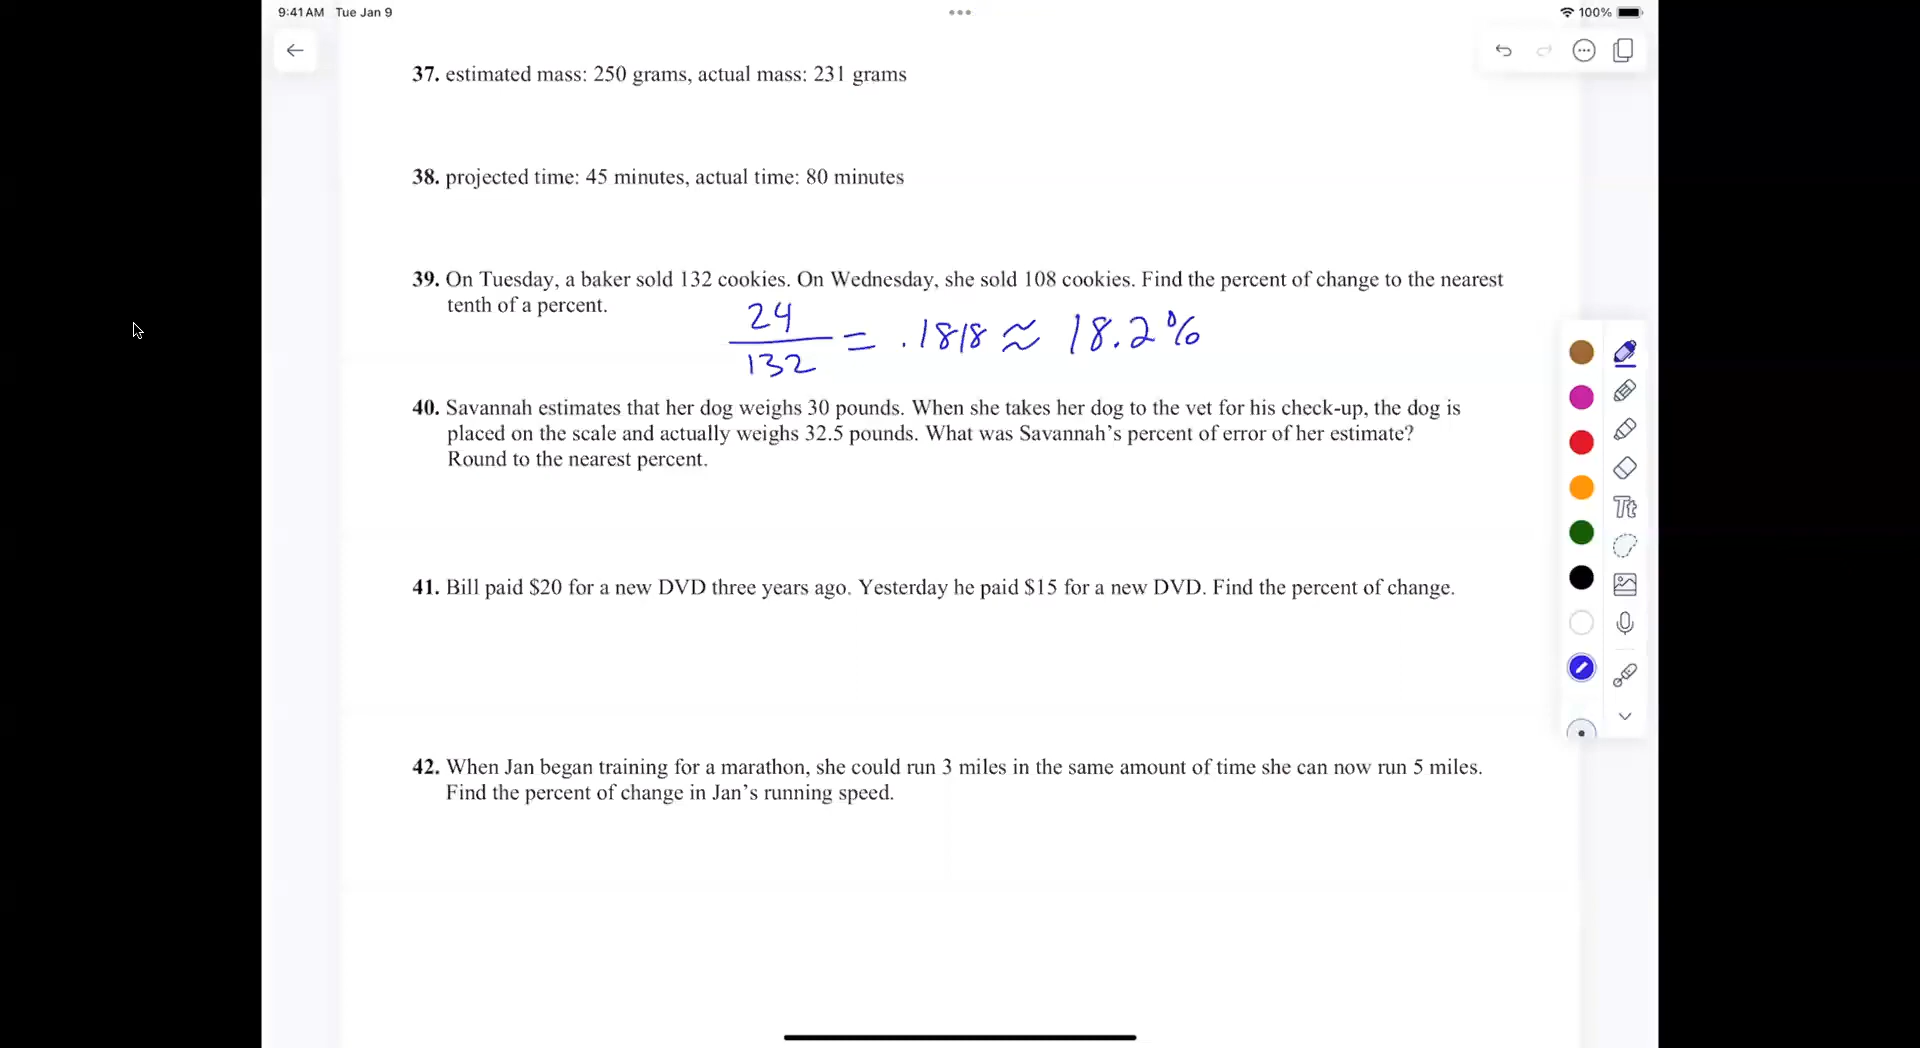 9:41 AM Tue Jan 9
100%
37. estimated mass: 250 grams, actual mass: 231 grams
38. projected time: 45 minutes, actual time: 80 minutes
39. On Tuesday, a baker sold 132 cookies. On Wednesday, she sold 108 cookies. Find the percent of change to the nearest
tenth of a percent.
24
132
= .1818 ≈ 18.2%
40. Savannah estimates that her dog weighs 30 pounds. When she takes her dog to the vet for his check-up, the dog is
placed on the scale and actually weighs 32.5 pounds. What was Savannah’s percent of error of her estimate?
Round to the nearest percent.
41. Bill paid $20 for a new DVD three years ago. Yesterday he paid $15 for a new DVD. Find the percent of change.
42. When Jan began training for a marathon, she could run 3 miles in the same amount of time she can now run 5 miles.
Find the percent of change in Jan’s running speed.
Tt